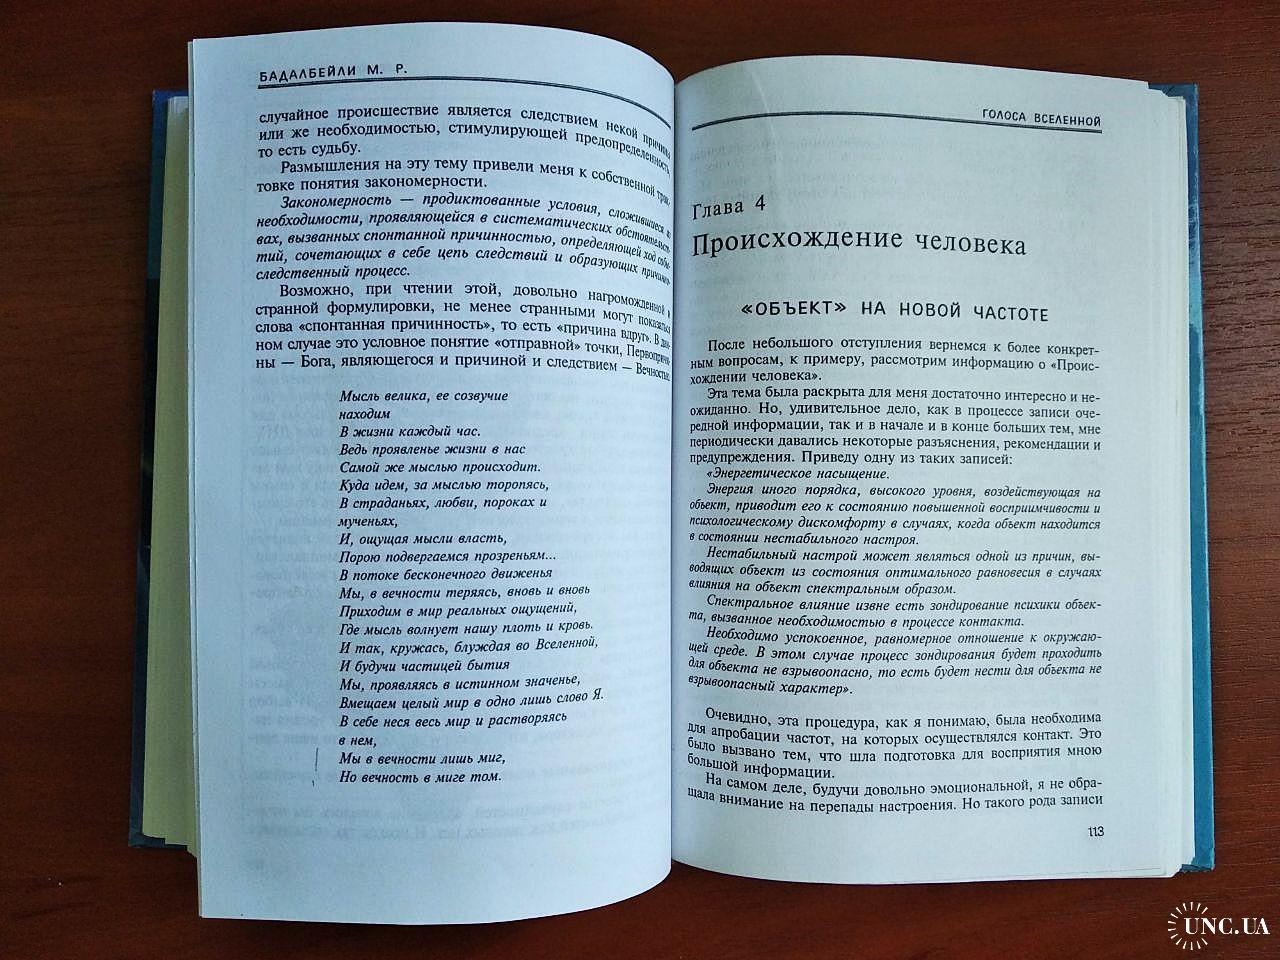 БАДАЛБЕЙЛИ М. Р.
случайное происшествие является следствием некой причины
или же необходимостью, стимулирующей предопределенность,
то есть судьбу.
Размышления на эту тему привели меня к собственной трак-
товке понятия закономерности.
Закономерность — продиктованные условия, сложившиеся из
необходимости, проявляющейся в систематических обстоятельст-
вах, вызванных спонтанной причинностью, определяющей ход собы-
тий, сочетающих в себе цепь следствий и образующих причинно-
следственный процесс.
Возможно, при чтении этой, довольно нагроможденной и
странной формулировки, не менее странными могут показаться
слова «спонтанная причинность», то есть «причина вдруг». В дан-
ном случае это условное понятие «отправной» точки, Первопричи-
ны — Бога, являющегося и причиной и следствием — Вечностью.
Мысль велика, ее созвучие
находим
В жизни каждый час.
Ведь проявленье жизни в нас
Самой же мыслью происходит.
Куда идем, за мыслью торопясь,
В страданьях, любви, пороках и
мученьях,
И, ощущая мысли власть,
Порою подвергаемся прозреньям...
В потоке бесконечного движенья
Мы, в вечности теряясь, вновь и вновь
Приходим в мир реальных ощущений,
Где мысль волнует нашу плоть и кровь.
И так, кружась, блуждая во Вселенной,
И будучи частицей бытия
Мы, проявляясь в истинном значенье,
Вмещаем целый мир в одно лишь слово Я.
В себе неся весь мир и растворяясь
в нем,
Мы в вечности лишь миг,
Но вечность в миге том.
ГОЛОСА ВСЕЛЕННОЙ
Глава 4
Происхождение человека
«ОБЪЕКТ» НА НОВОЙ ЧАСТОТЕ
После небольшого отступления вернемся к более конкрет-
ным вопросам, к примеру, рассмотрим информацию о «Проис-
хождении человека».
Эта тема была раскрыта для меня достаточно интересно и не-
ожиданно. Но, удивительное дело, как в процессе записи оче-
редной информации, так и в начале и в конце больших тем, мне
периодически давались некоторые разъяснения, рекомендации и
предупреждения. Приведу одну из таких записей:
«Энергетическое насыщение.
Энергия иного порядка, высокого уровня, воздействующая на
объект, приводит его к состоянию повышенной восприимчивости и
психологическому дискомфорту в случаях, когда объект находится
в состоянии нестабильного настроя.
Нестабильный настрой может являться одной из причин, вы-
водящих объект из состояния оптимального равновесия в случаях
влияния на объект спектральным образом.
Спектральное влияние извне есть зондирование психики объек-
та, вызванное необходимостью в процессе контакта.
Необходимо успокоенное, равномерное отношение к окружаю-
щей среде. В этом случае процесс зондирования будет проходить
для объекта не взрывоопасно, то есть будет нести для объекта не
взрывоопасный характер».
Очевидно, эта процедура, как я понимаю, была необходима
для апробации частот, на которых осуществлялся контакт. Это
было вызвано тем, что шла подготовка для восприятия мною
большой информации.
На самом деле, будучи довольно эмоциональной, я не обра-
щала внимание на перепады настроения. Но такого рода записи
113
UNC.UA